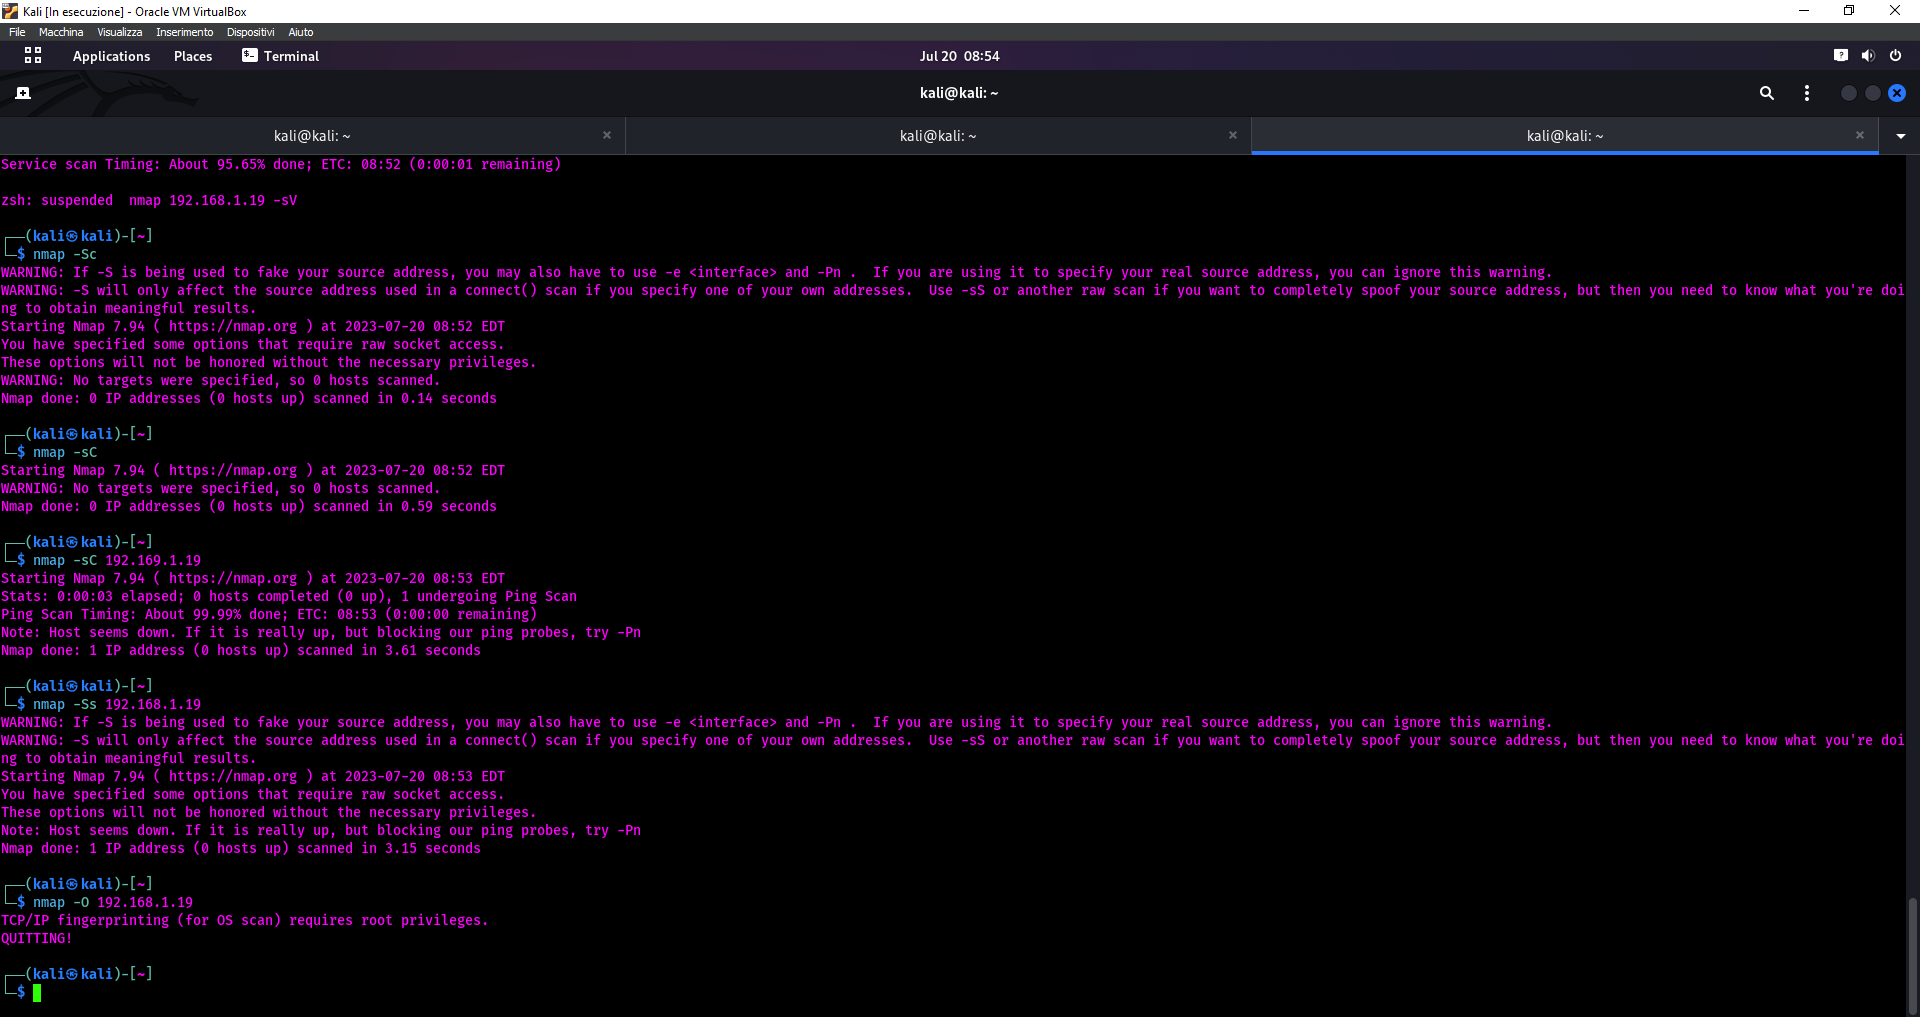 Kali [In esecuzione] - Oracle VM VirtualBox
File Macchina Visualizza Inserimento Dispositivi Aiuto
Applications Places Terminal Jul 20 08:54
kali@kali: ~
kali@kali: ~ kali@kali: ~ kali@kali: ~
Service scan Timing: About 95.65% done; ETC: 08:52 (0:00:01 remaining)
zsh: suspended  nmap 192.168.1.19 -sV
┌──(kali㉿kali)-[~]
└─$ nmap -Sc
WARNING: If -S is being used to fake your source address, you may also have to use -e <interface> and -Pn .  If you are using it to specify your real source address, you can ignore this warning.
WARNING: -S will only affect the source address used in a connect() scan if you specify one of your own addresses.  Use -sS or another raw scan if you want to completely spoof your source address, but then you need to know what you're doi
ng to obtain meaningful results.
Starting Nmap 7.94 ( https://nmap.org ) at 2023-07-20 08:52 EDT
You have specified some options that require raw socket access.
These options will not be honored without the necessary privileges.
WARNING: No targets were specified, so 0 hosts scanned.
Nmap done: 0 IP addresses (0 hosts up) scanned in 0.14 seconds
┌──(kali㉿kali)-[~]
└─$ nmap -sC
Starting Nmap 7.94 ( https://nmap.org ) at 2023-07-20 08:52 EDT
WARNING: No targets were specified, so 0 hosts scanned.
Nmap done: 0 IP addresses (0 hosts up) scanned in 0.59 seconds
┌──(kali㉿kali)-[~]
└─$ nmap -sC 192.169.1.19
Starting Nmap 7.94 ( https://nmap.org ) at 2023-07-20 08:53 EDT
Stats: 0:00:03 elapsed; 0 hosts completed (0 up), 1 undergoing Ping Scan
Ping Scan Timing: About 99.99% done; ETC: 08:53 (0:00:00 remaining)
Note: Host seems down. If it is really up, but blocking our ping probes, try -Pn
Nmap done: 1 IP address (0 hosts up) scanned in 3.61 seconds
┌──(kali㉿kali)-[~]
└─$ nmap -Ss 192.168.1.19
WARNING: If -S is being used to fake your source address, you may also have to use -e <interface> and -Pn .  If you are using it to specify your real source address, you can ignore this warning.
WARNING: -S will only affect the source address used in a connect() scan if you specify one of your own addresses.  Use -sS or another raw scan if you want to completely spoof your source address, but then you need to know what you're doi
ng to obtain meaningful results.
Starting Nmap 7.94 ( https://nmap.org ) at 2023-07-20 08:53 EDT
You have specified some options that require raw socket access.
These options will not be honored without the necessary privileges.
Note: Host seems down. If it is really up, but blocking our ping probes, try -Pn
Nmap done: 1 IP address (0 hosts up) scanned in 3.15 seconds
┌──(kali㉿kali)-[~]
└─$ nmap -O 192.168.1.19
TCP/IP fingerprinting (for OS scan) requires root privileges.
QUITTING!
┌──(kali㉿kali)-[~]
└─$